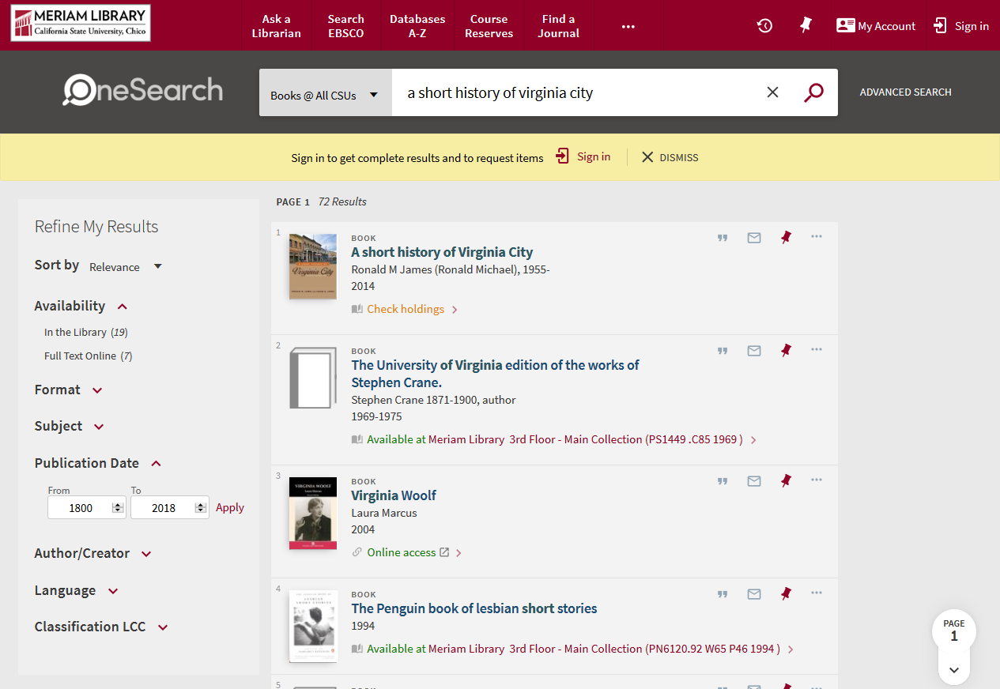 MERIAM LIBRARY
California State University, Chico
Ask a
Librarian
Search
EBSCO
Databases
A-Z
Course
Reserves
Find a
Journal
...
My Account
Sign in
OneSearch
Books @ All CSUs
a short history of virginia city
ADVANCED SEARCH
Sign in to get complete results and to request items
Sign in
DISMISS
Refine My Results
Sort by Relevance
Availability
In the Library (19)
Full Text Online (7)
Format
Subject
Publication Date
From To
1800 2018 Apply
Author/Creator
Language
Classification LCC
PAGE 1 72 Results
1
Virginia City
BOOK
A short history of Virginia City
Ronald M James (Ronald Michael), 1955-
2014
Check holdings
2
BOOK
The University of Virginia edition of the works of
Stephen Crane.
Stephen Crane 1871-1900, author
1969-1975
Available at Meriam Library 3rd Floor - Main Collection (PS1449 .C85 1969 )
3
VIRGINIA WOOLF
Laura Marcus
BOOK
Virginia Woolf
Laura Marcus
2004
Online access
4
LESBIAN
SHORT STORIES
BOOK
The Penguin book of lesbian short stories
1994
Available at Meriam Library 3rd Floor - Main Collection (PN6120.92 W65 P46 1994 )
5
BOOK
PAGE
1